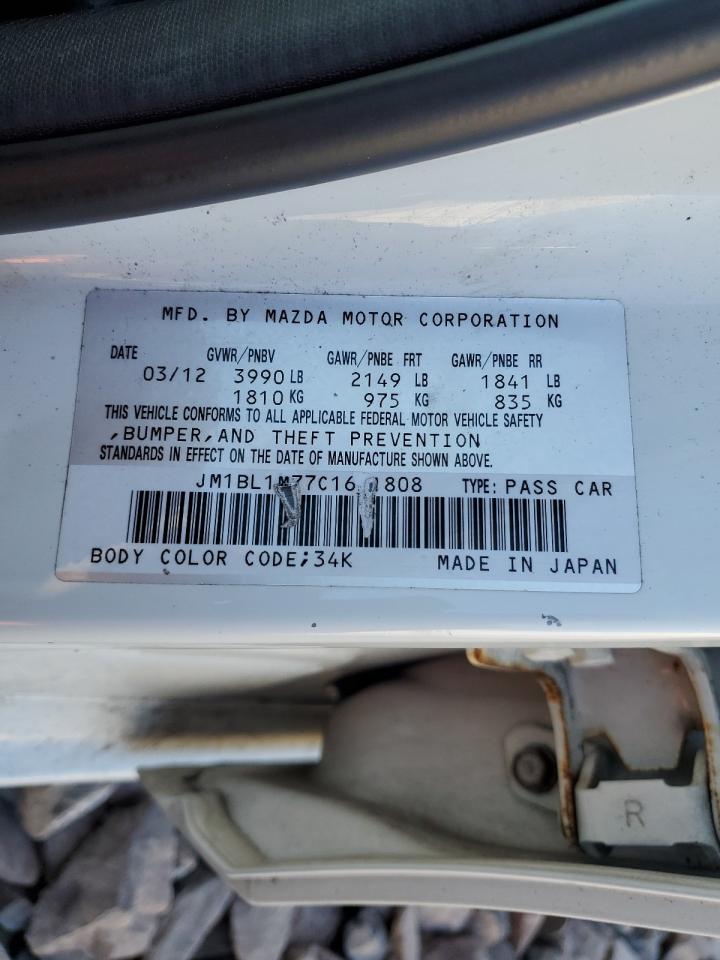 MFD. BY MAZDA MOTOR CORPORATION
DATE GVWR/PNBV GAWR/PNBE FRT GAWR/PNBE RR
03/12 3990 LB 2149 LB 1841 LB
1810 KG 975 KG 835 KG
THIS VEHICLE CONFORMS TO ALL APPLICABLE FEDERAL MOTOR VEHICLE SAFETY
,BUMPER,AND THEFT PREVENTION
STANDARDS IN EFFECT ON THE DATE OF MANUFACTURE SHOWN ABOVE.
TYPE: PASS CAR
BODY COLOR CODE;34K MADE IN JAPAN
R